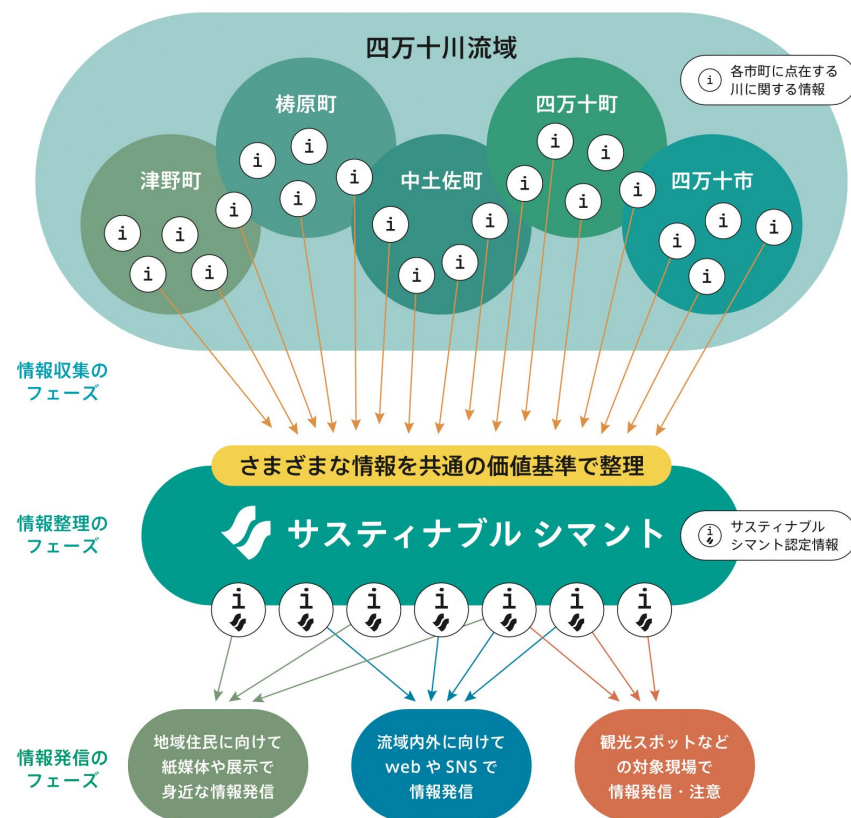 四万十川流域
i 各市町に点在する
川に関する情報
梼原町
四万十町
津野町
中土佐町
四万十市
i i i i i
i i i i
i i i i
i i i i i
i i i i
情報収集の
フェーズ
さまざまな情報を共通の価値基準で整理
情報整理の
フェーズ
サスティナブル シマント
i サスティナブル
シマント認定情報
i i i i i i i
情報発信の
フェーズ
地域住民に向けて
紙媒体や展示で
身近な情報発信
流域内外に向けて
web や SNS で
情報発信
観光スポットなど
の対象現場で
情報発信・注意